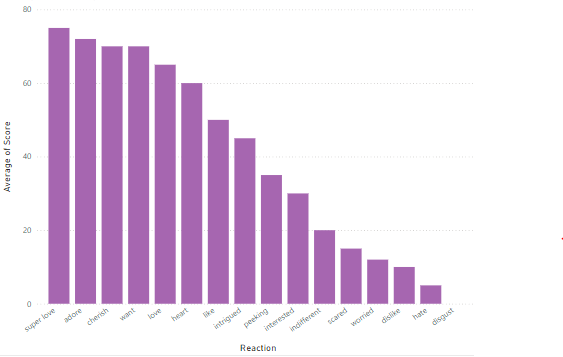 80
60
40
20
0
Average of Score
super love
adore
cherish
want
love
heart
like
intrigued
peeking
interested
indifferent
scared
worried
dislike
hate
disgust
Reaction